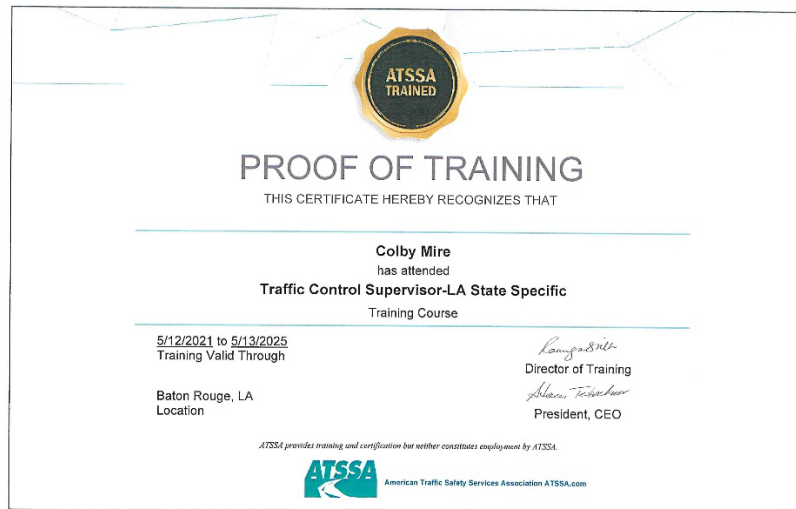 ATSSA
TRAINED
PROOF OF TRAINING
THIS CERTIFICATE HEREBY RECOGNIZES THAT
Colby Mire
has attended
Traffic Control Supervisor-LA State Specific
Training Course
5/12/2021 to 5/13/2025
Training Valid Through
Director of Training
Baton Rouge, LA
Location
President, CEO
ATSSA provides training and certification but neither constitutes employment by ATSSA.
ATSSA
American Traffic Safety Services Association ATSSA.com